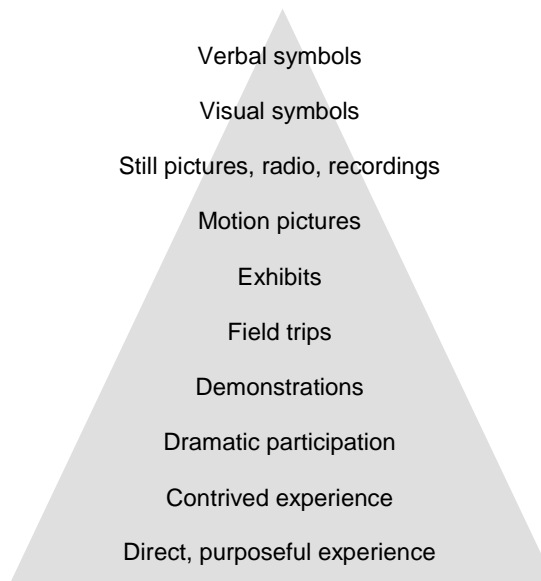 Verbal symbols
Visual symbols
Still pictures, radio, recordings
Motion pictures
Exhibits
Field trips
Demonstrations
Dramatic participation
Contrived experience
Direct, purposeful experience